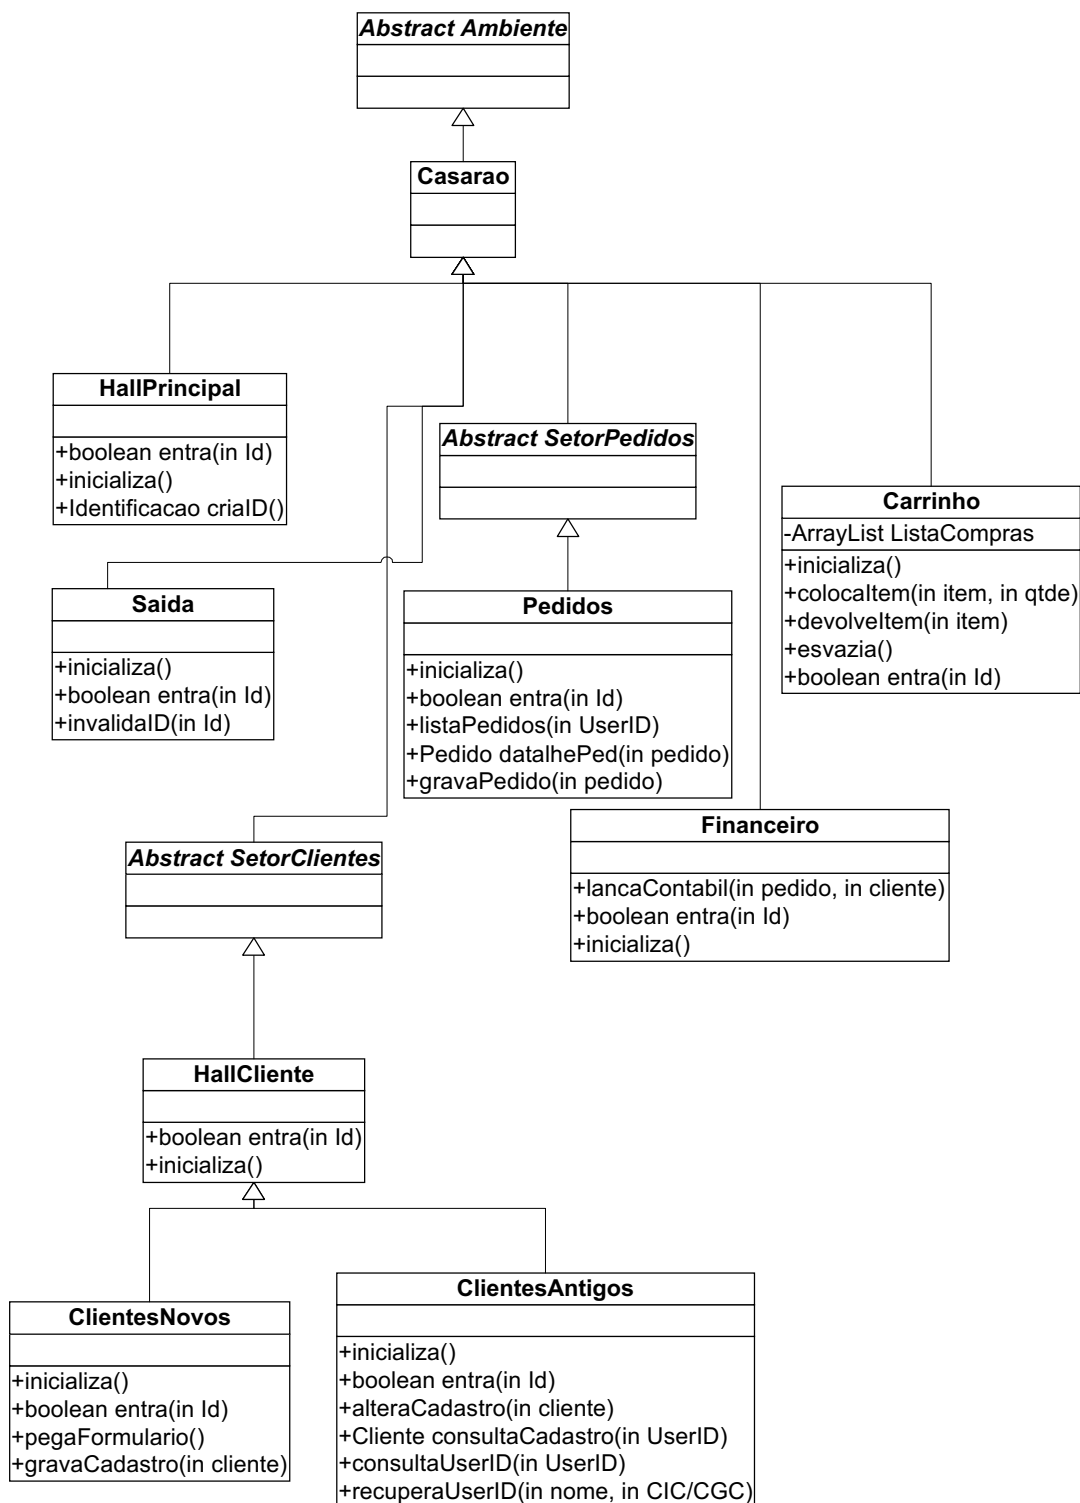 Abstract Ambiente
Casarao
HallPrincipal
+boolean entra(in Id)
+inicializa()
+Identificacao criaID()
Abstract SetorPedidos
Carrinho
-ArrayList ListaCompras
+inicializa()
+colocaItem(in item, in qtde)
+devolveItem(in item)
+esvazia()
+boolean entra(in Id)
Saida
+inicializa()
+boolean entra(in Id)
+invalidaID(in Id)
Pedidos
+inicializa()
+boolean entra(in Id)
+listaPedidos(in UserID)
+Pedido datalhePed(in pedido)
+gravaPedido(in pedido)
Financeiro
+lancaContabil(in pedido, in cliente)
+boolean entra(in Id)
+inicializa()
Abstract SetorClientes
HallCliente
+boolean entra(in Id)
+inicializa()
ClientesNovos
+inicializa()
+boolean entra(in Id)
+pegaFormulario()
+gravaCadastro(in cliente)
ClientesAntigos
+inicializa()
+boolean entra(in Id)
+alteraCadastro(in cliente)
+Cliente consultaCadastro(in UserID)
+consultaUserID(in UserID)
+recuperaUserID(in nome, in CIC/CGC)